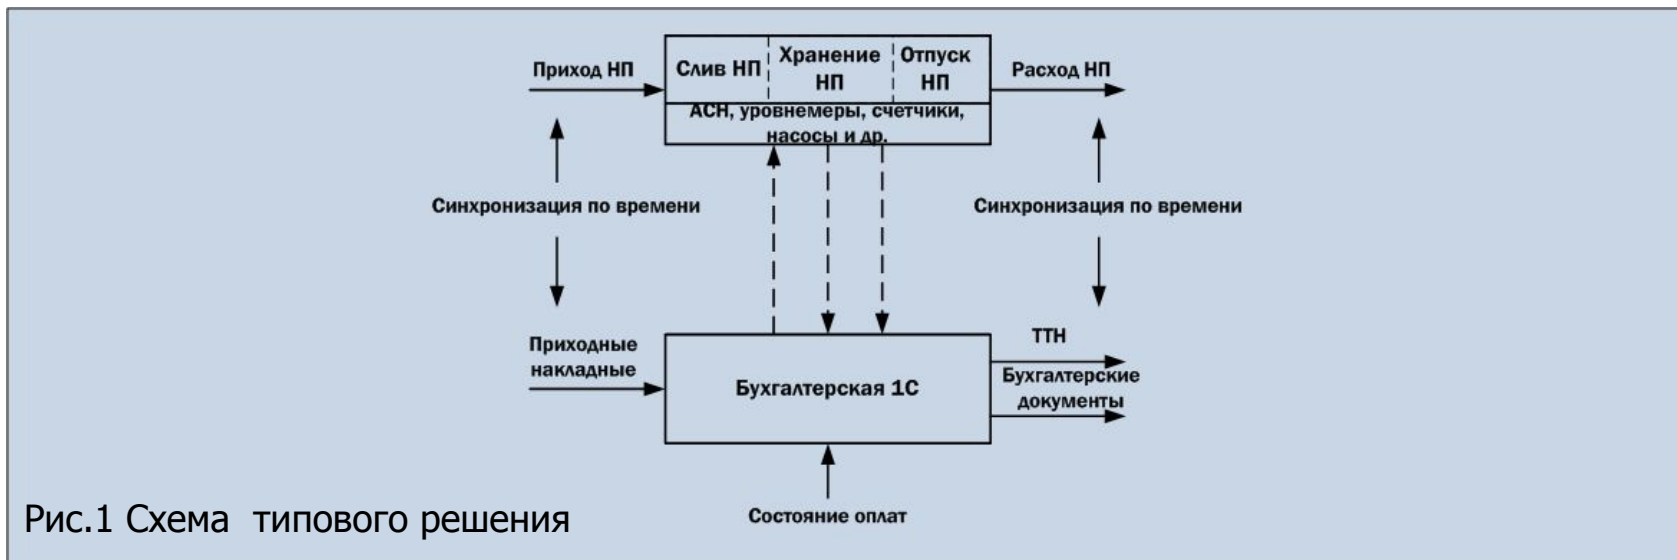 Приход НП
Слив НП
Хранение
НП
Отпуск
НП
Расход НП
АСН, уровнемеры, счетчики,
насосы и др.
Синхронизация по времени
Синхронизация по времени
Приходные
накладные
Бухгалтерская 1С
ТТН
Бухгалтерские
документы
Состояние оплат
Рис.1 Схема типового решения